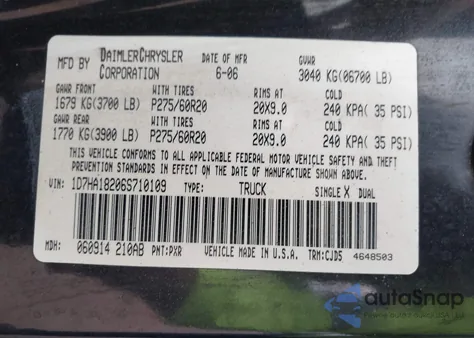 MFD BY DAIMLERCHRYSLER CORPORATION DATE OF MFR 6-06 GVWR 3040 KG(06700 LB)
GAWR FRONT WITH TIRES RIMS AT COLD
1679 KG(3700 LB) P275/60R20 20X9.0 240 KPA( 35 PSI)
GAWR REAR WITH TIRES RIMS AT COLD
1770 KG(3900 LB) P275/60R20 20X9.0 240 KPA( 35 PSI)
THIS VEHICLE CONFORMS TO ALL APPLICABLE FEDERAL MOTOR VEHICLE SAFETY AND THEFT
PREVENTION STANDARDS IN EFFECT ON THE DATE OF MANUFACTURE SHOWN ABOVE.
VIN: 1D7HA18206S710109 TYPE: TRUCK SINGLE X DUAL
MDH: 060914 210AB PNT:PXR VEHICLE MADE IN U.S.A. TRM:CJD5 4648503
autoSnap